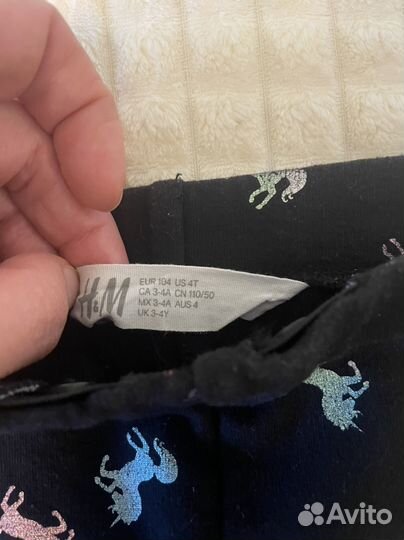 H&M
EUR 104 US 4T
CA 3-4A CN 110/50
MX 3-4A AUS 4
UK 3-4Y
Avito